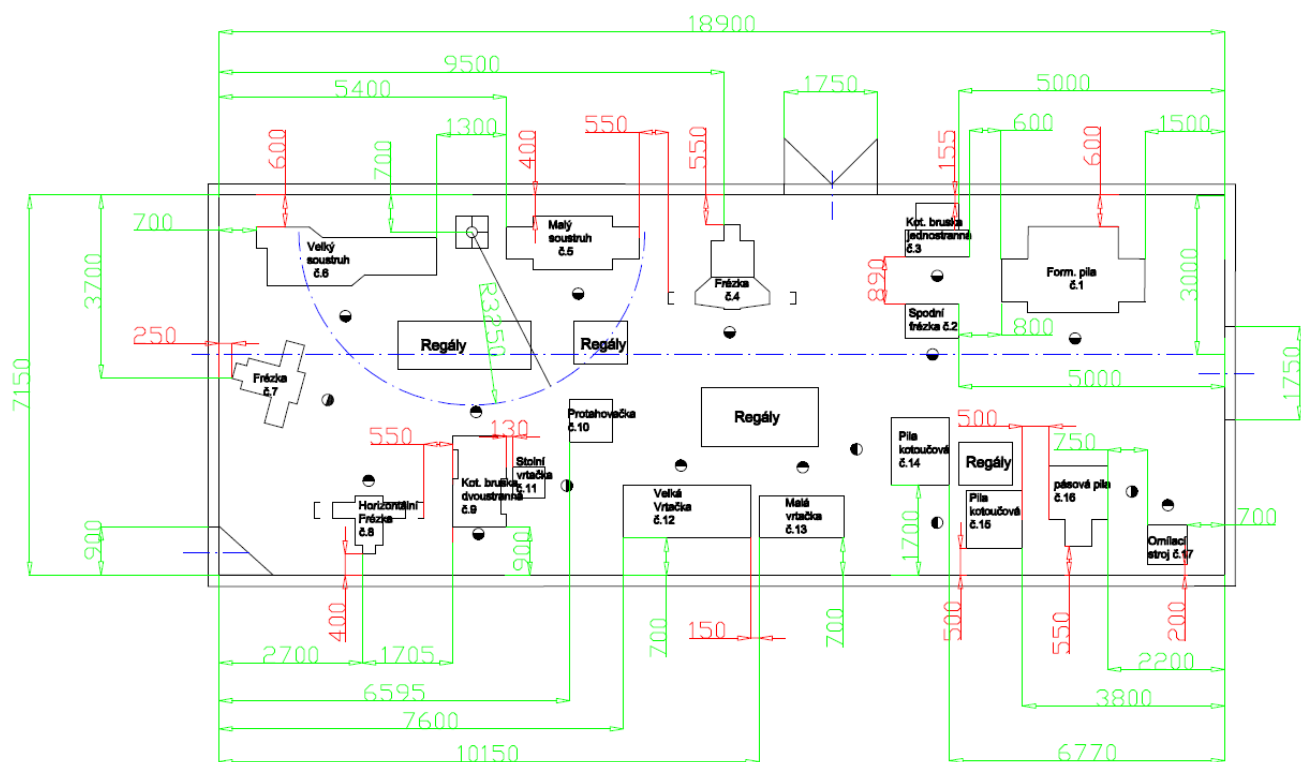 18900
9500
5400
1750
5000
1300
550
600
1500
600
700
400
550
155
600
700
Velký
soustruh
č.6
Malý
soustruh
č.5
Frézka
č.4
Kot. bruska
jednostranná
č.3
Form. pila
č.1
3700
890
3000
Spodní
frézka č.2
800
R3250
250
Regály
Regály
7150
1750
5000
Frézka
č.7
Protahovačka
č.10
Regály
500
750
550
130
Pila
kotoučová
č.14
Regály
Stolní
vrtačka
č.11
Kot. bruska
dvoustranná
č.9
Horizontální
Frézka
č.8
Velká
Vrtačka
č.12
Malá
vrtačka
č.13
Pila
kotoučová
č.15
pásová pila
č.16
Omílací
stroj č.17
900
900
1700
700
400
700
150
700
500
550
200
2700
1705
2200
6595
3800
7600
10150
6770